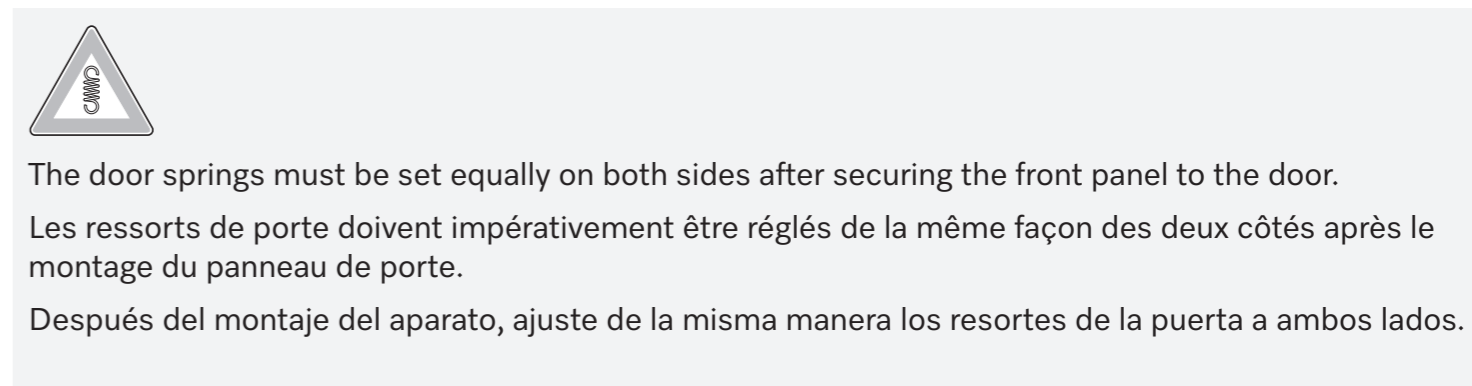 The door springs must be set equally on both sides after securing the front panel to the door.
Les ressorts de porte doivent impérativement être réglés de la même façon des deux côtés après le
montage du panneau de porte.
Después del montaje del aparato, ajuste de la misma manera los resortes de la puerta a ambos lados.